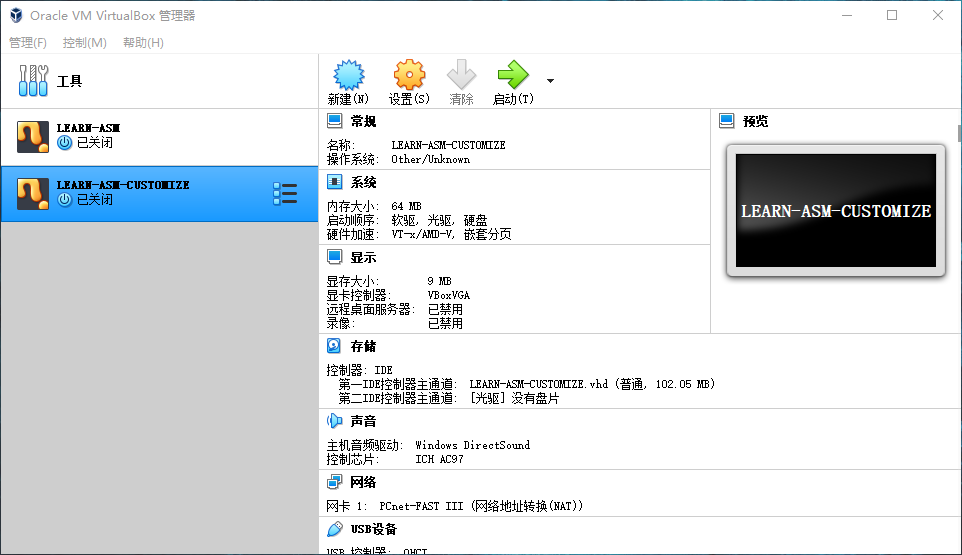 Oracle VM VirtualBox 管理器
管理(F) 控制(M) 帮助(H)
工具
新建(N) 设置(S) 清除 启动(T)
LEARN-ASM
已关闭
LEARN-ASM-CUSTOMIZE
已关闭
常规
名称: LEARN-ASM-CUSTOMIZE
操作系统: Other/Unknown
系统
内存大小: 64 MB
启动顺序: 软驱, 光驱, 硬盘
硬件加速: VT-x/AMD-V, 嵌套分页
显示
显存大小: 9 MB
显卡控制器: VBoxVGA
远程桌面服务器: 已禁用
录像: 已禁用
预览
LEARN-ASM-CUSTOMIZE
存储
控制器: IDE
第一IDE控制器主通道: LEARN-ASM-CUSTOMIZE.vhd (普通, 102.05 MB)
第二IDE控制器主通道: [光驱] 没有盘片
声音
主机音频驱动: Windows DirectSound
控制芯片: ICH AC97
网络
网卡 1: PCnet-FAST III (网络地址转换(NAT))
USB设备
USB 控制器: OHCI